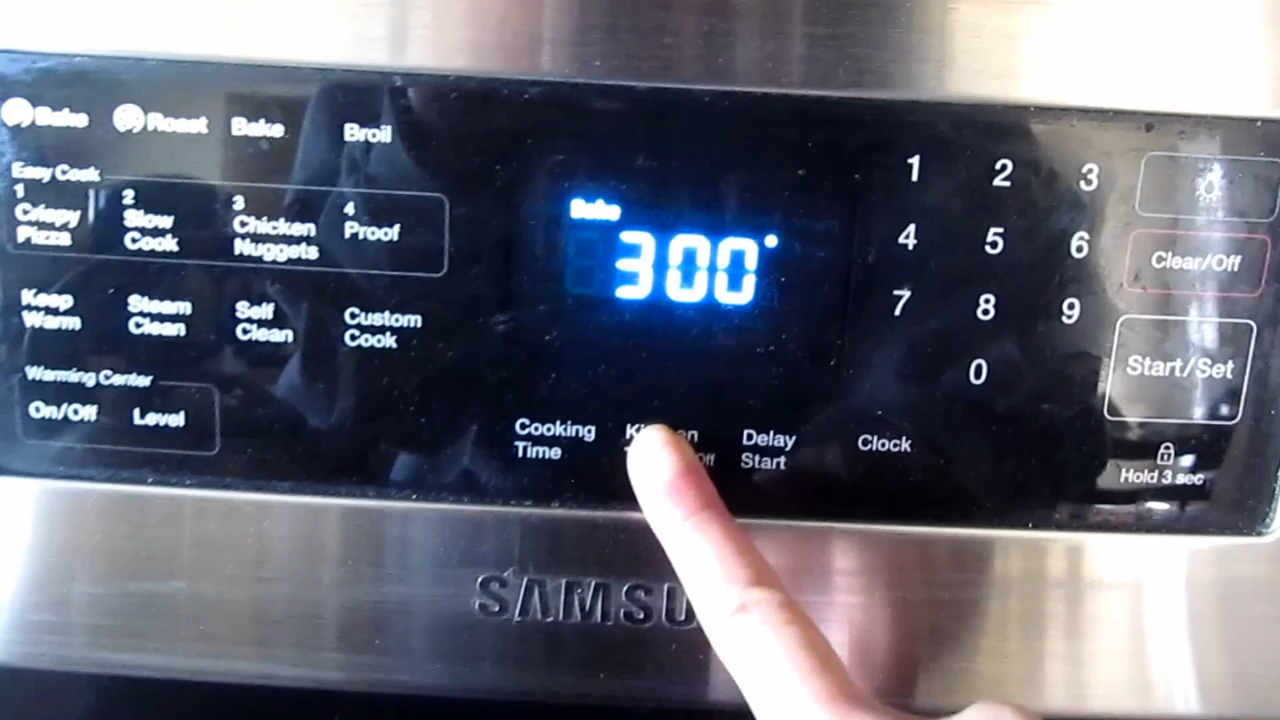 Bake Roast Bake Broil
Easy Cook
1 2 3 4
Crispy Pizza
Slow Cook
Chicken Nuggets
Proof
Keep Warm
Steam Clean
Self Clean
Custom Cook
Warming Center
On/Off Level
Bake
300°
Cooking Time
Delay Start
Clock
1 2 3
4 5 6
7 8 9
0
Clear/Off
Start/Set
Hold 3 sec
SAMSU